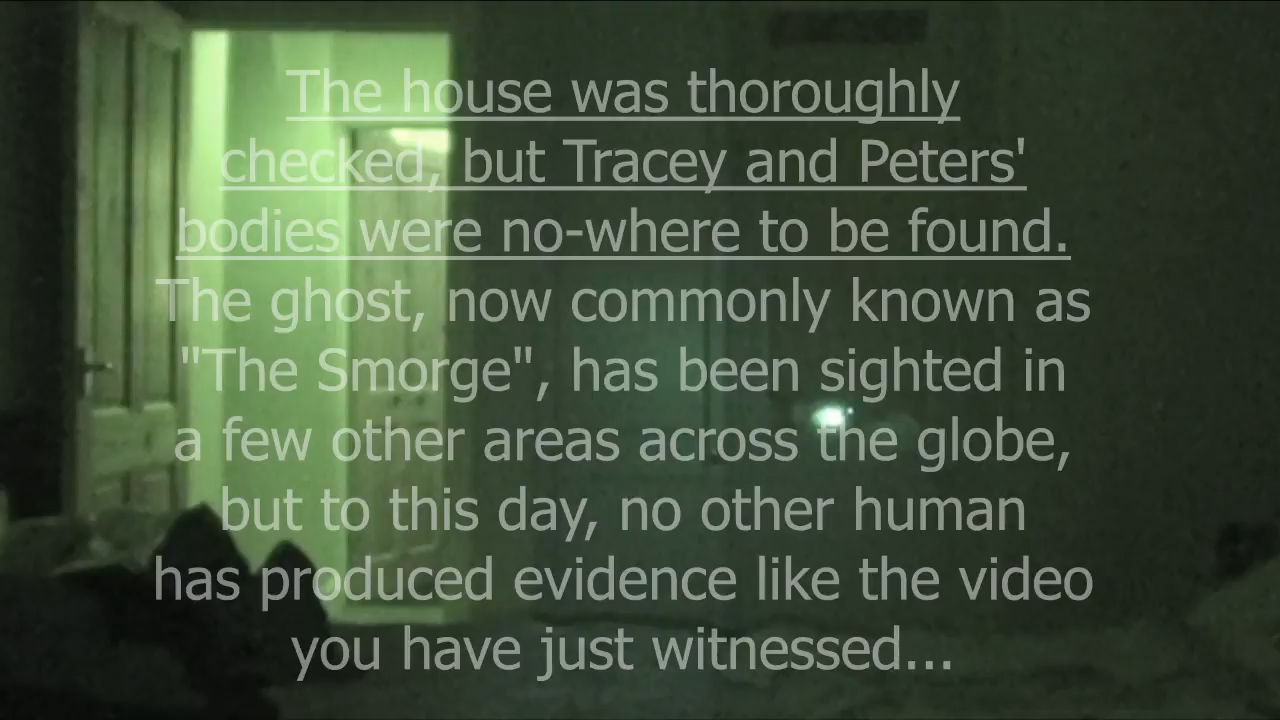 The house was thoroughly
checked, but Tracey and Peters'
bodies were no-where to be found.
The ghost, now commonly known as
"The Smorge", has been sighted in
a few other areas across the globe,
but to this day, no other human
has produced evidence like the video
you have just witnessed...